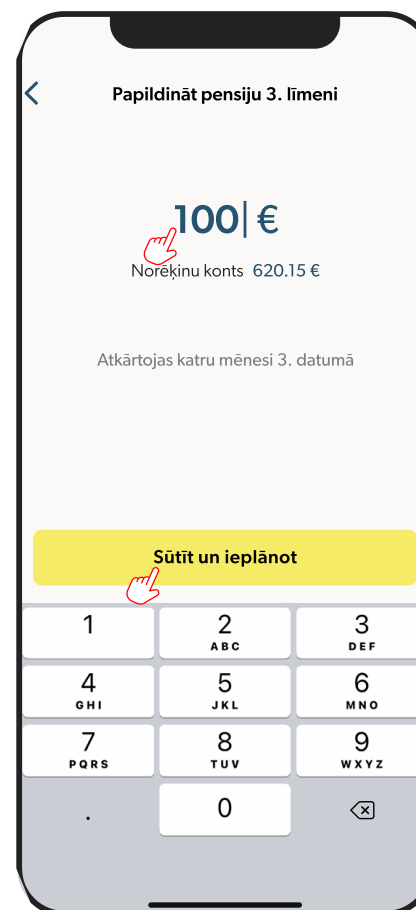 Papildināt pensiju 3. līmeni
100 €
Norēķinu konts 620.15 €
Atkārtojas katru mēnesi 3. datumā
Sūtīt un ieplānot
1 2 3
ABC DEF
4 5 6
GHI JKL MNO
7 8 9
PQRS TUV WXYZ
. 0